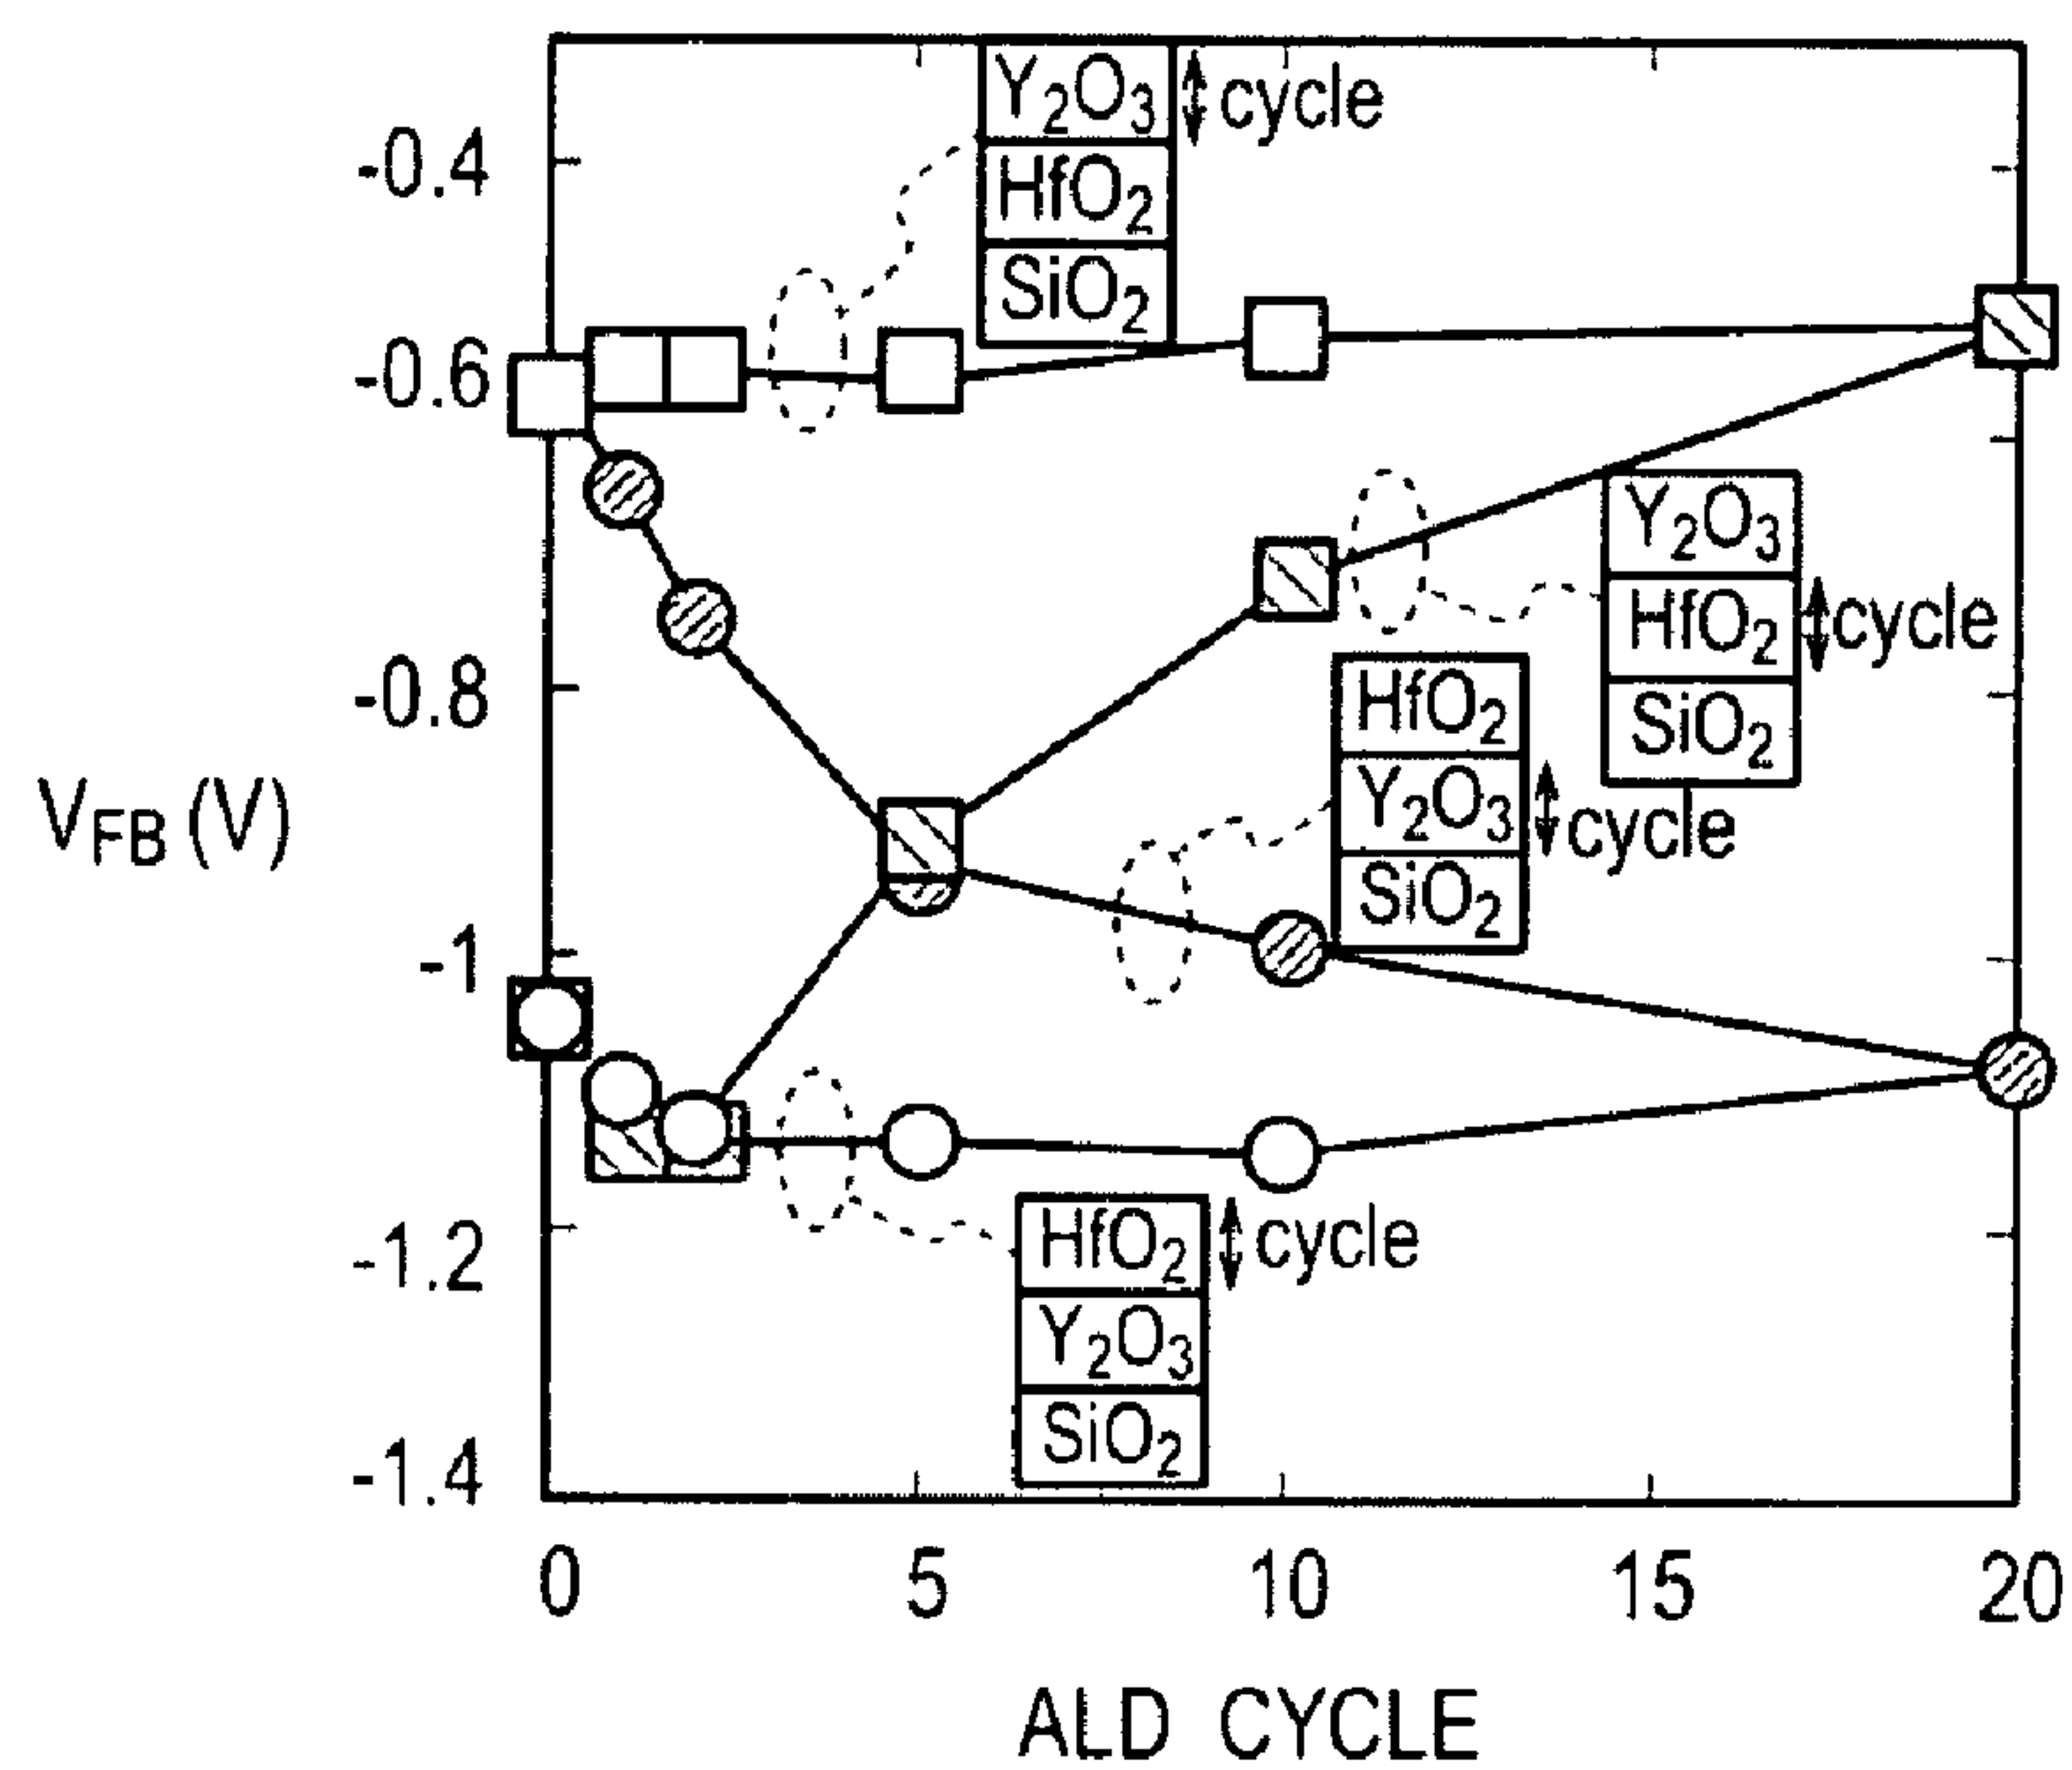 Y2O3 cycle
HfO2
SiO2
-0.4
-0.6
-0.8
-1
-1.2
-1.4
VFB (V)
Y2O3
HfO2 cycle
SiO2
HfO2
Y2O3 cycle
SiO2
HfO2 cycle
Y2O3
SiO2
0 5 10 15 20
ALD CYCLE